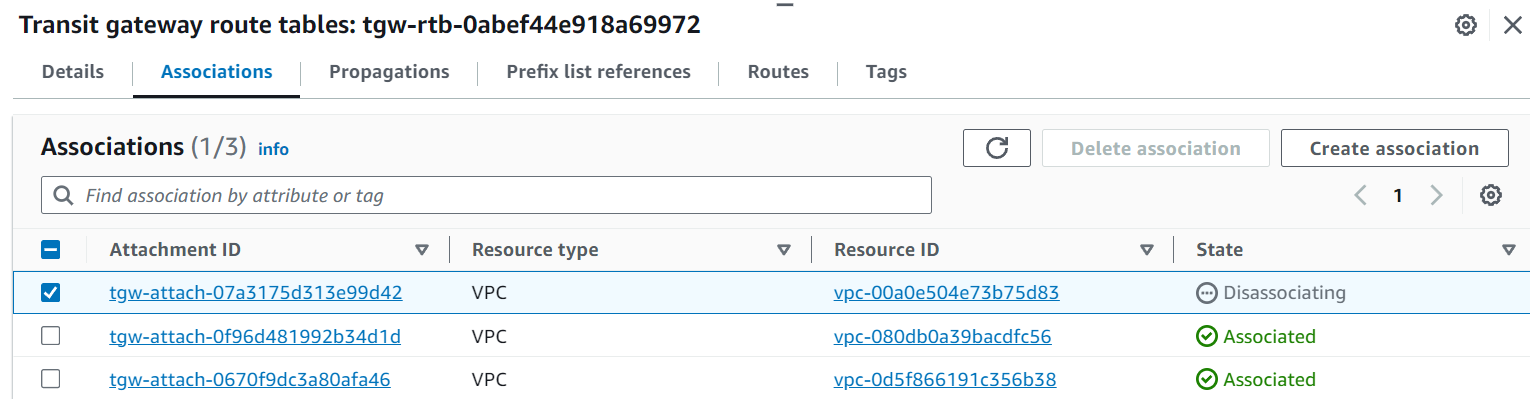 Transit gateway route tables: tgw-rtb-0abef44e918a69972
Details Associations Propagations Prefix list references Routes Tags
Associations (1/3) info Delete association Create association
Find association by attribute or tag 1
Attachment ID Resource type Resource ID State
tgw-attach-07a3175d313e99d42 VPC vpc-00a0e504e73b75d83 Disassociating
tgw-attach-0f96d481992b34d1d VPC vpc-080db0a39bacdfc56 Associated
tgw-attach-0670f9dc3a80afa46 VPC vpc-0d5f866191c356b38 Associated